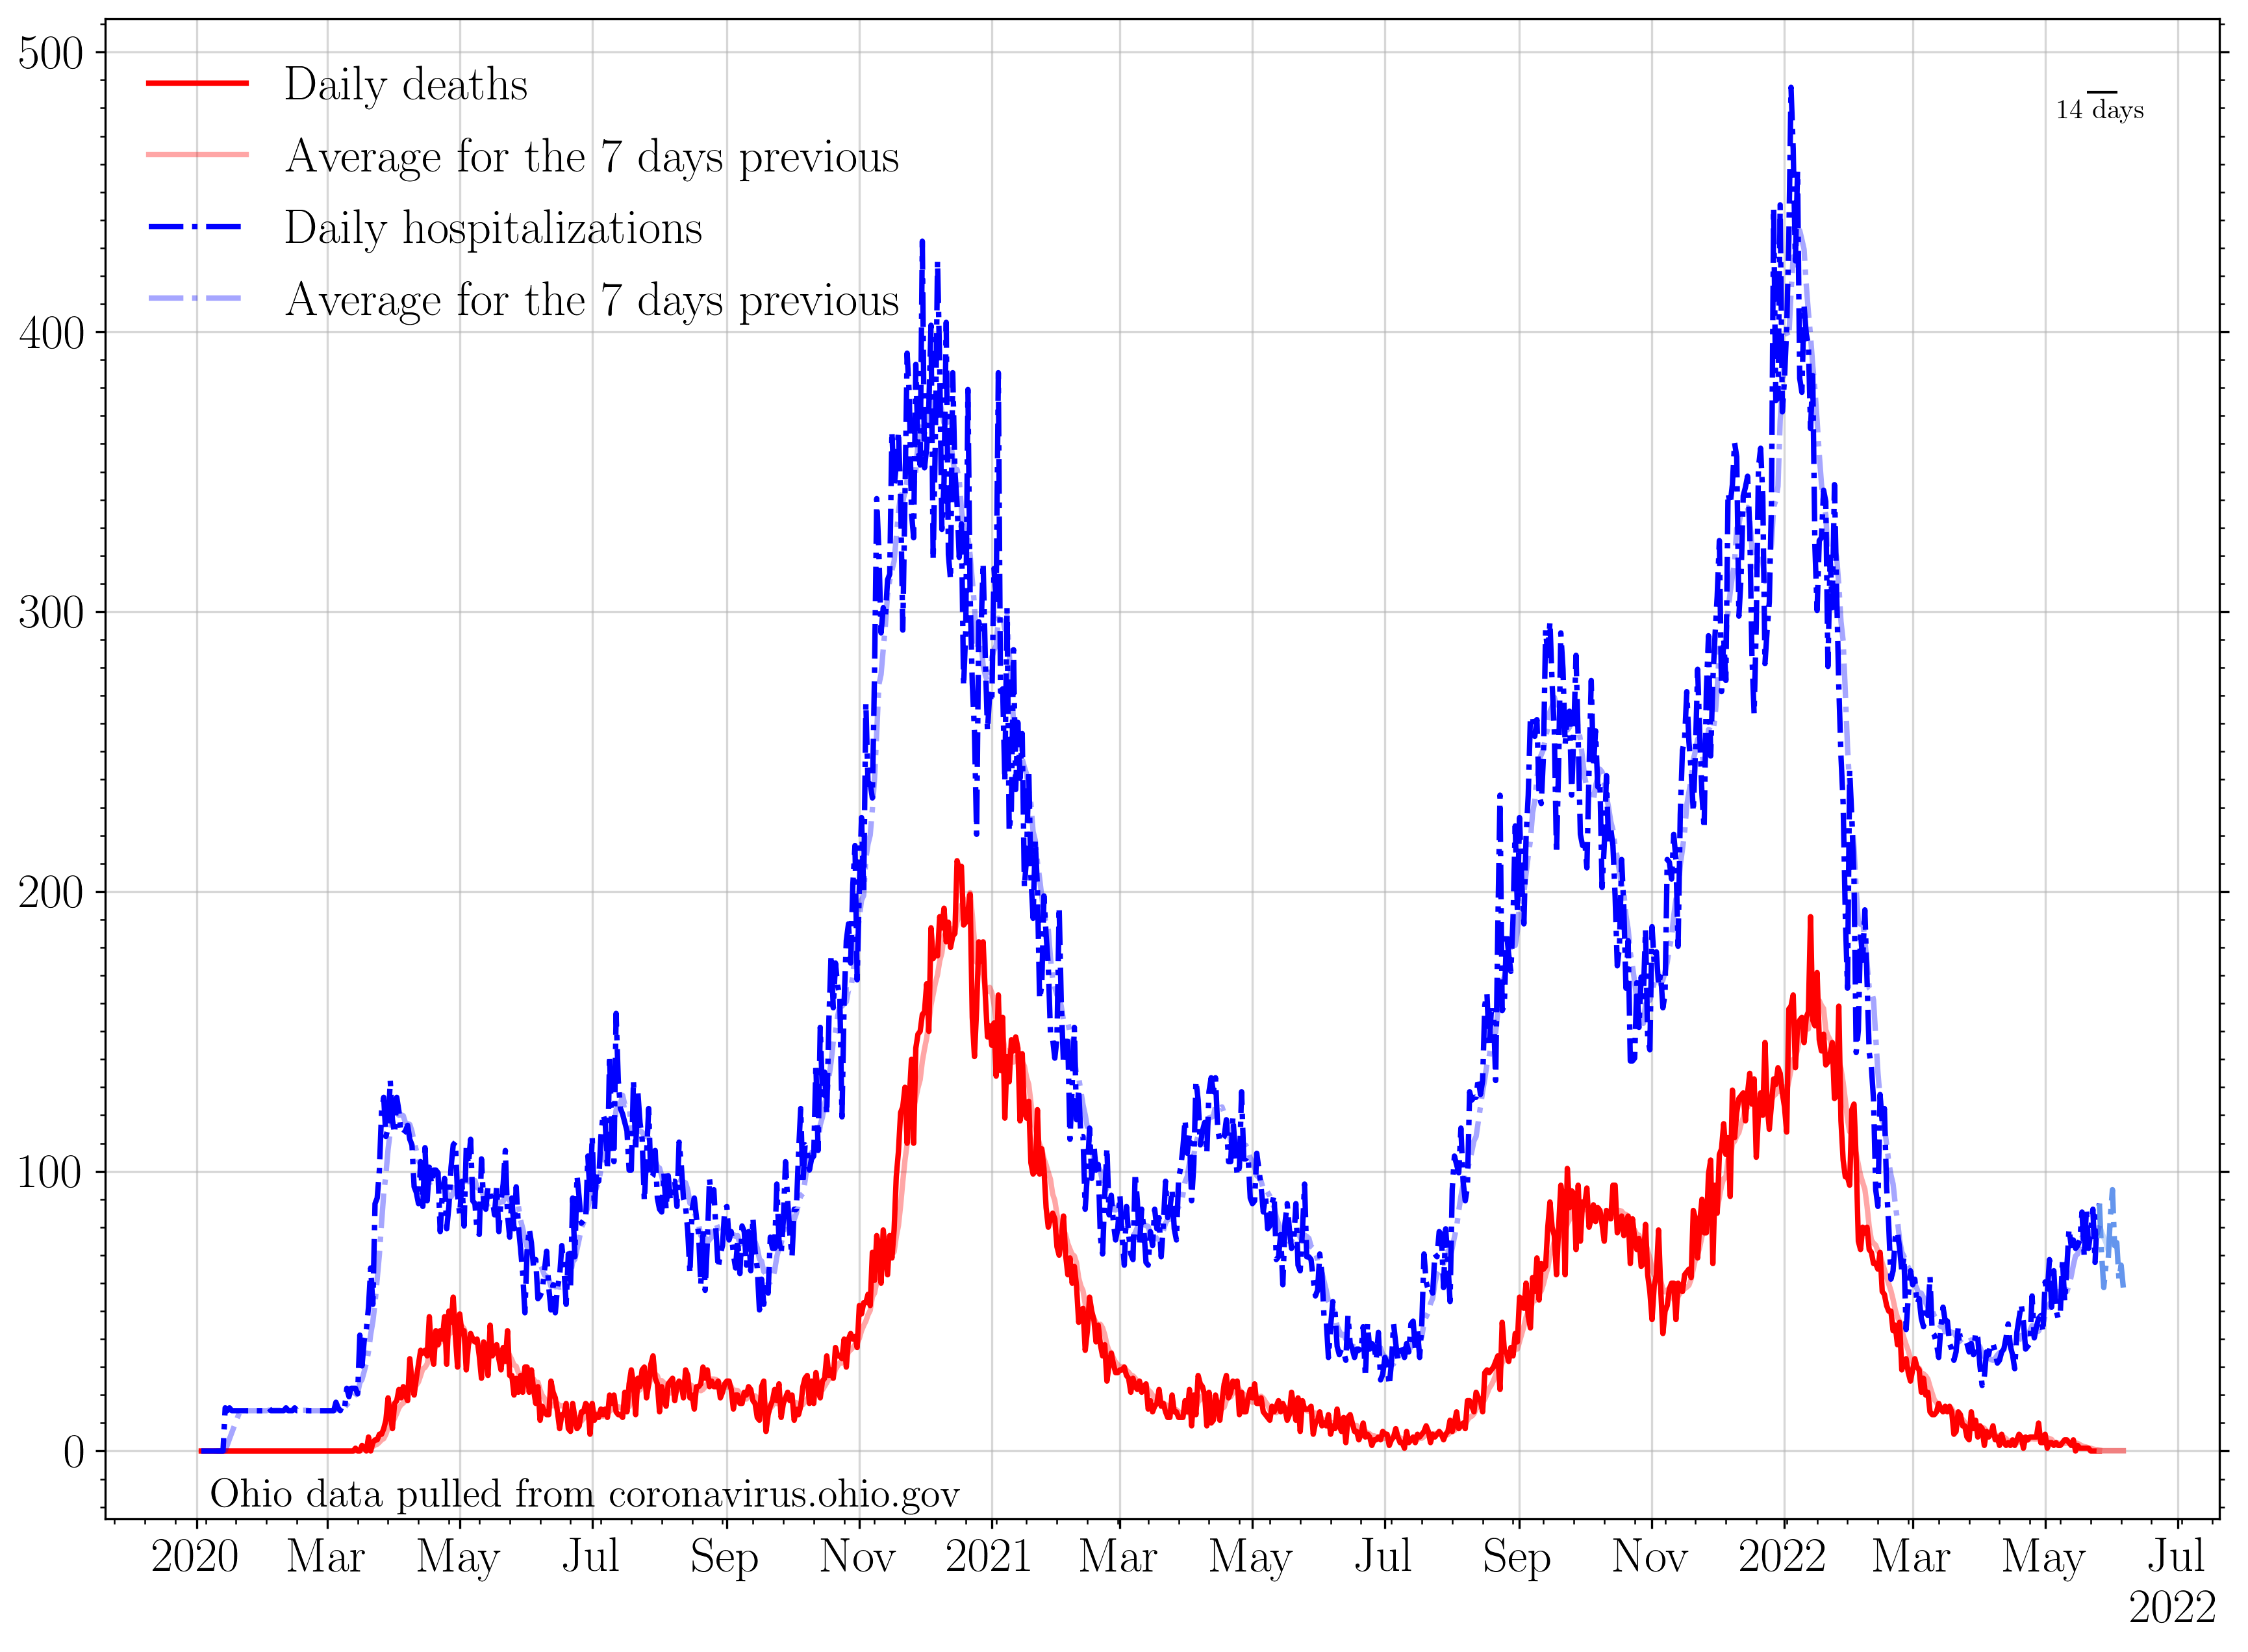 500
400
300
200
100
0
Daily deaths
Average for the 7 days previous
Daily hospitalizations
Average for the 7 days previous
14 days
Ohio data pulled from coronavirus.ohio.gov
2020 Mar May Jul Sep Nov 2021 Mar May Jul Sep Nov 2022 Mar May Jul
2022